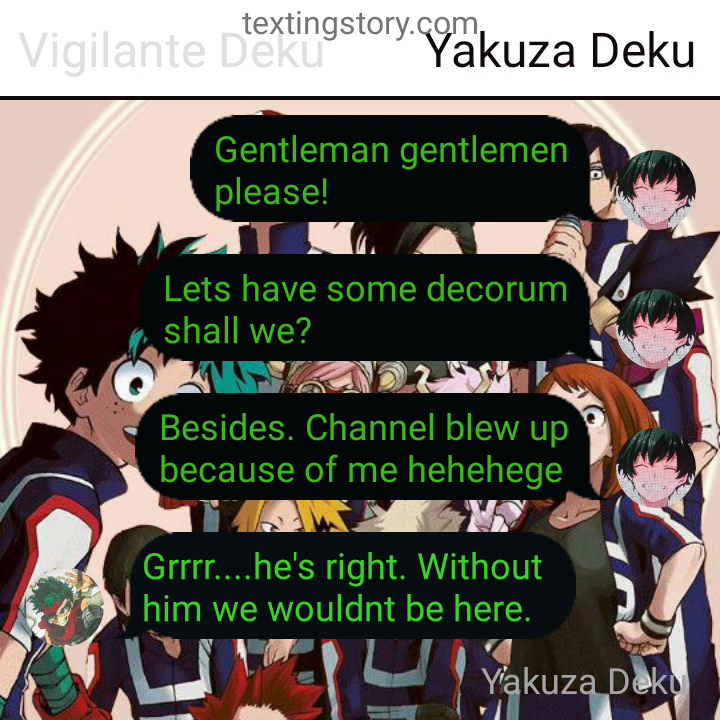 textingstory.com
Vigilante Deku
Yakuza Deku
Gentleman gentlemen
please!
Lets have some decorum
shall we?
Besides. Channel blew up
because of me hehehege
Grrrr....he's right. Without
him we wouldnt be here.
Yakuza Deku